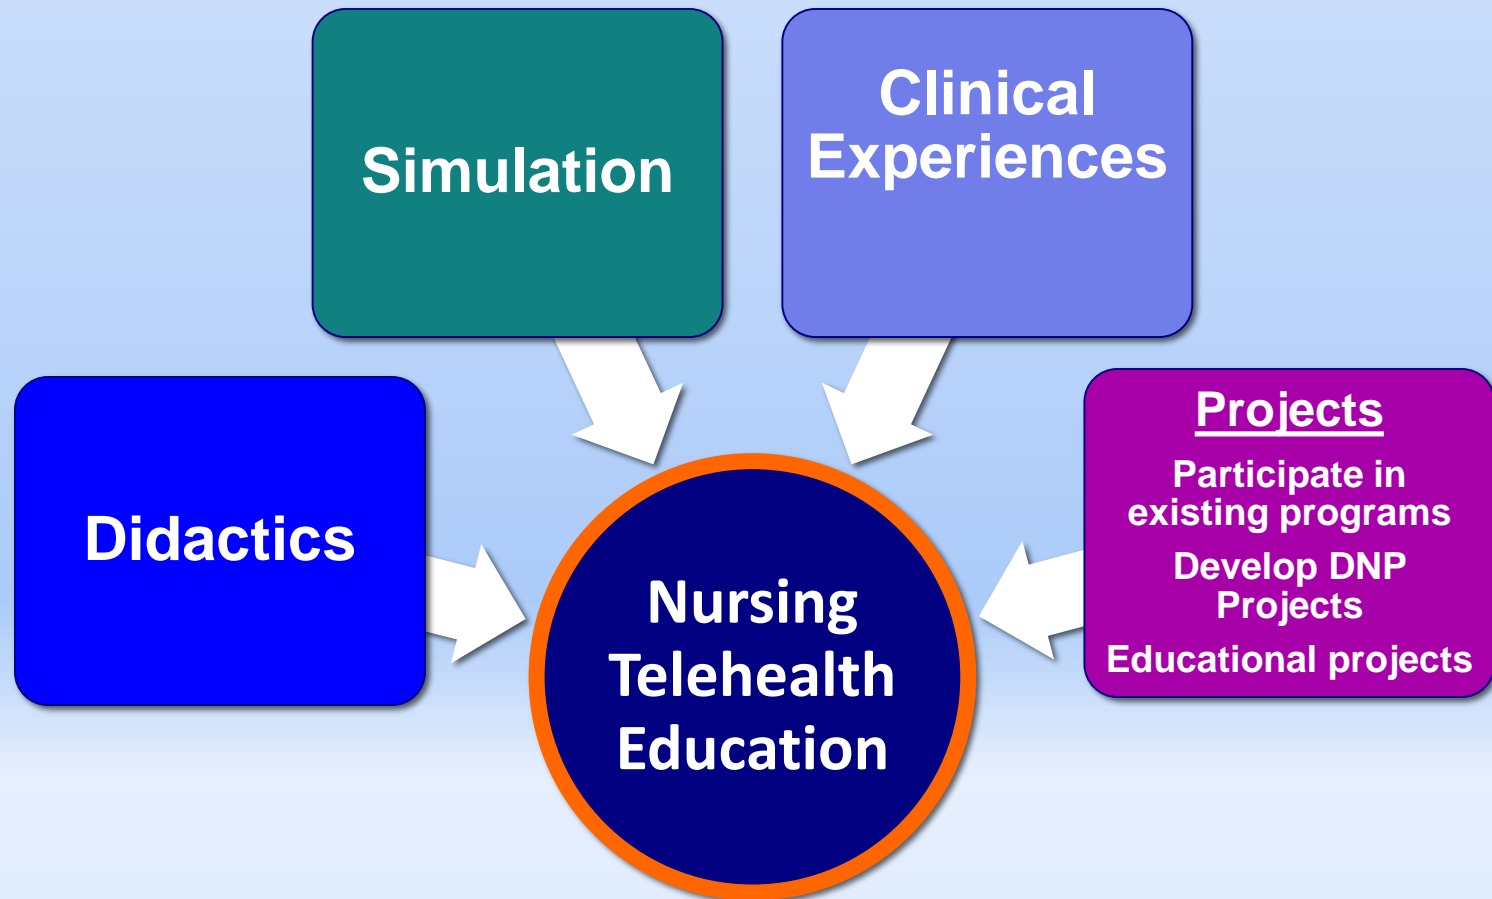 Simulation
Clinical
Experiences
Didactics
Projects
Participate in
existing programs
Develop DNP
Projects
Educational projects
Nursing
Telehealth
Education